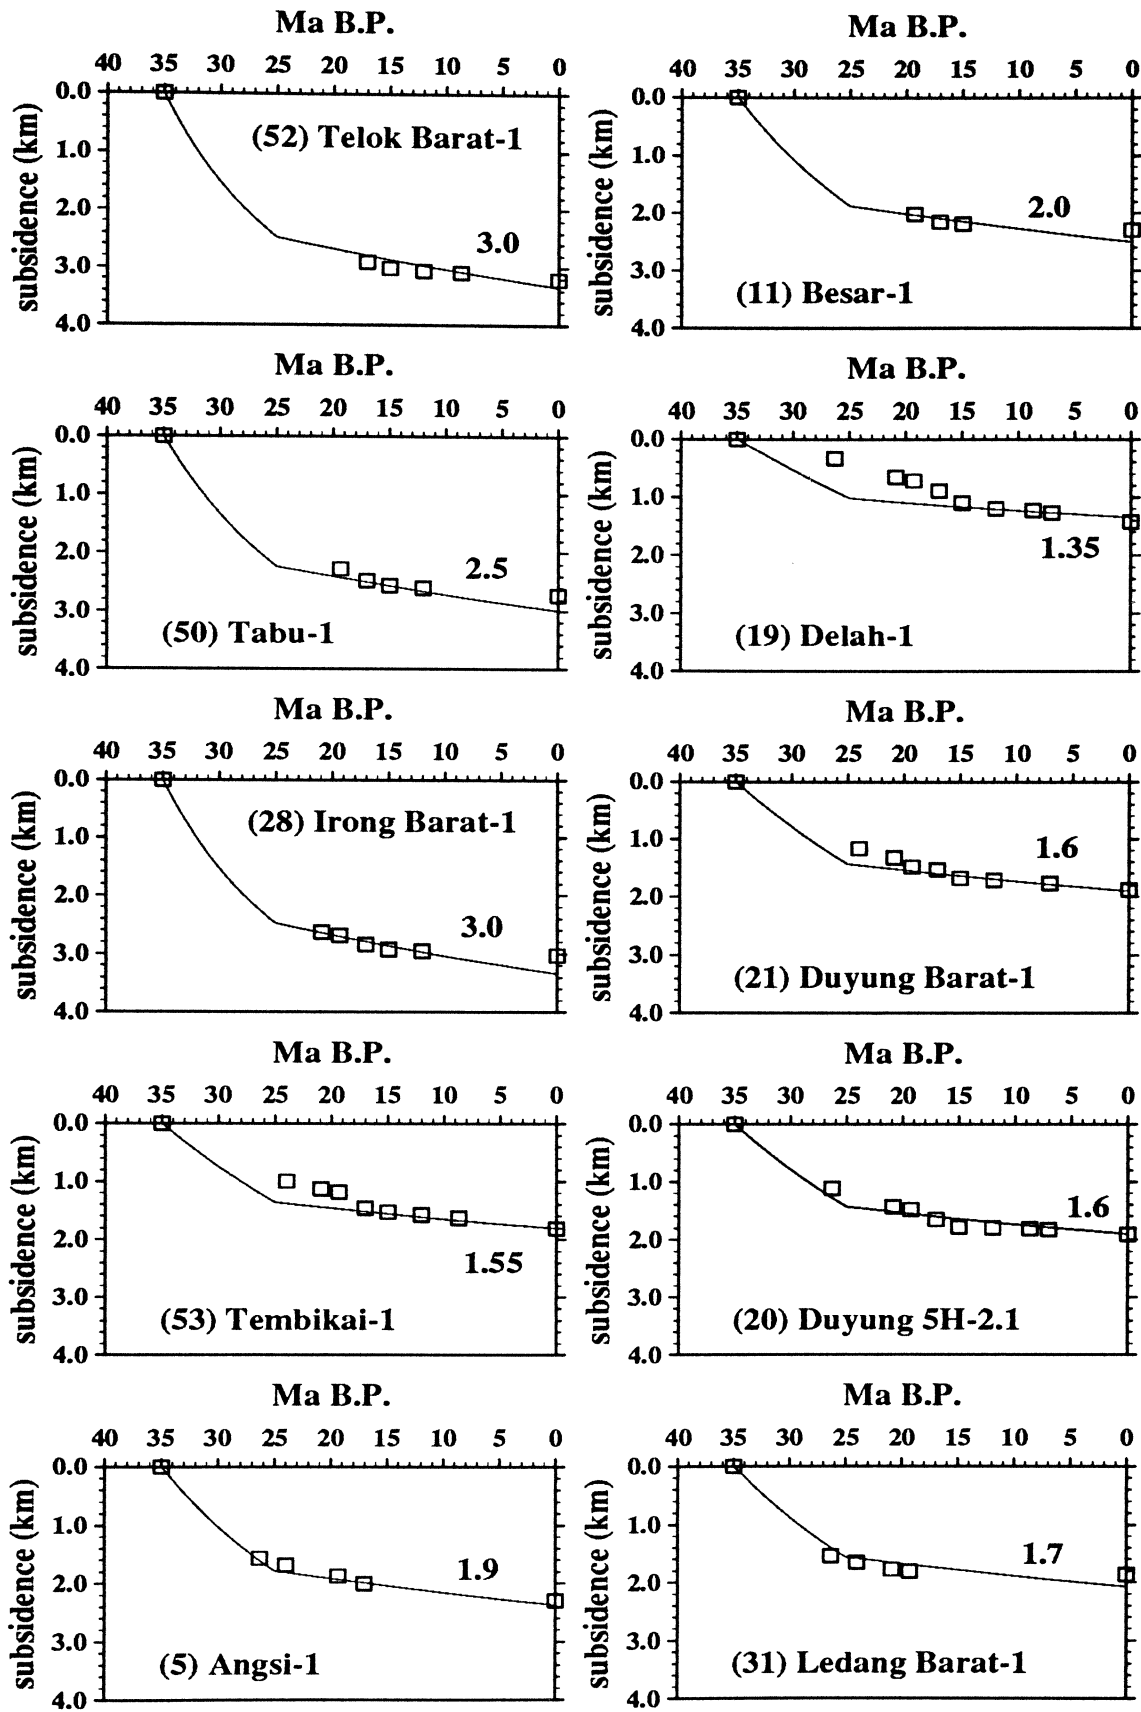 Ma B.P.
40 35 30 25 20 15 10 5 0
0.0
1.0
2.0
3.0
4.0
subsidence (km)
(52) Telok Barat-1
3.0
Ma B.P.
40 35 30 25 20 15 10 5 0
0.0
1.0
2.0
3.0
4.0
subsidence (km)
2.0
(11) Besar-1
Ma B.P.
40 35 30 25 20 15 10 5 0
0.0
1.0
2.0
3.0
4.0
subsidence (km)
2.5
(50) Tabu-1
Ma B.P.
40 35 30 25 20 15 10 5 0
0.0
1.0
2.0
3.0
4.0
subsidence (km)
1.35
(19) Delah-1
Ma B.P.
40 35 30 25 20 15 10 5 0
0.0
1.0
2.0
3.0
4.0
subsidence (km)
(28) Irong Barat-1
3.0
Ma B.P.
40 35 30 25 20 15 10 5 0
0.0
1.0
2.0
3.0
4.0
subsidence (km)
1.6
(21) Duyung Barat-1
Ma B.P.
40 35 30 25 20 15 10 5 0
0.0
1.0
2.0
3.0
4.0
subsidence (km)
1.55
(53) Tembikai-1
Ma B.P.
40 35 30 25 20 15 10 5 0
0.0
1.0
2.0
3.0
4.0
subsidence (km)
1.6
(20) Duyung 5H-2.1
Ma B.P.
40 35 30 25 20 15 10 5 0
0.0
1.0
2.0
3.0
4.0
subsidence (km)
1.9
(5) Angsi-1
Ma B.P.
40 35 30 25 20 15 10 5 0
0.0
1.0
2.0
3.0
4.0
subsidence (km)
1.7
(31) Ledang Barat-1